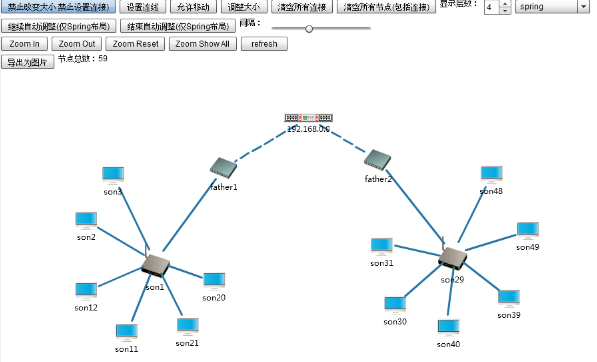 禁止改变大小,禁止设置连接) 设置连线 允许移动 调整大小 清空所有连接 清空所有节点(包括连接) 显示层数: 4 spring
继续自动调整(仅Spring布局) 结束自动调整(仅Spring布局) 间隔:
Zoom In Zoom Out Zoom Reset Zoom Show All refresh
导出为图片 节点总数:59
192.168.0.0
father1 father2
son3 son48
son2 son49
son31
son1 son29
son12 son20
son30 son39
son11 son21 son40